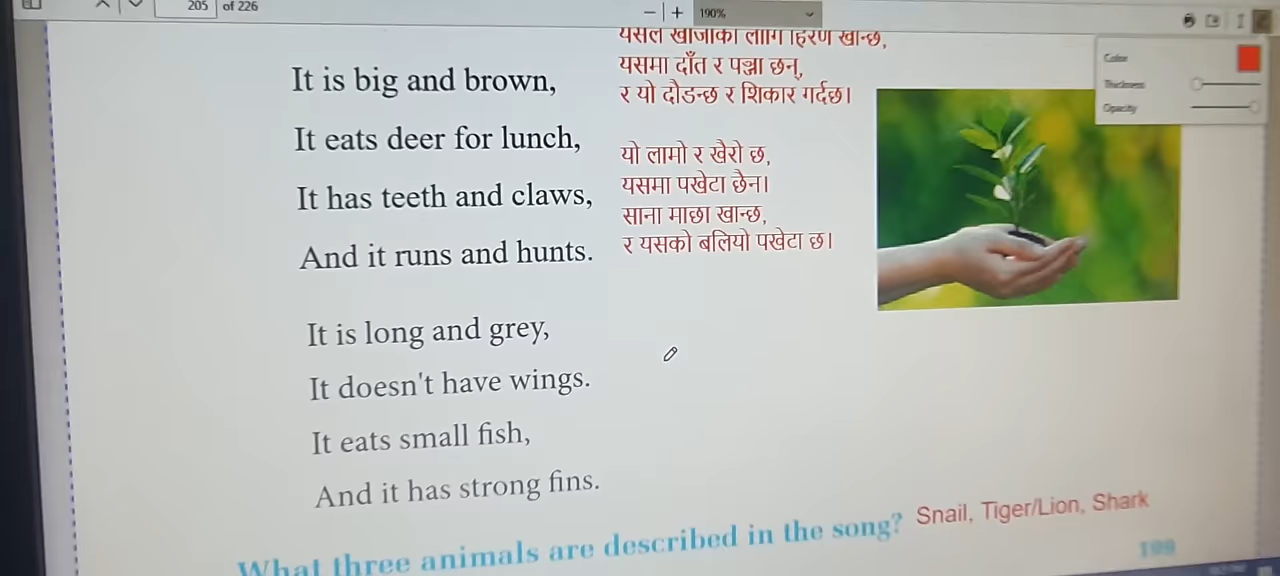 205 of 226
190%
Color
Thickness
Opacity
It is big and brown,
It eats deer for lunch,
It has teeth and claws,
And it runs and hunts.
It is long and grey,
It doesn't have wings.
It eats small fish,
And it has strong fins.
यसले खाजाको लागि हिरण खान्छ,
यसमा दाँत र पञ्जा छन्,
र यो दौडन्छ र शिकार गर्दछ।
यो लामो र खैरो छ,
यसमा पखेटा छैन।
साना माछा खान्छ,
र यसको बलियो पखेटा छ।
What three animals are described in the song? Snail, Tiger/Lion, Shark
199